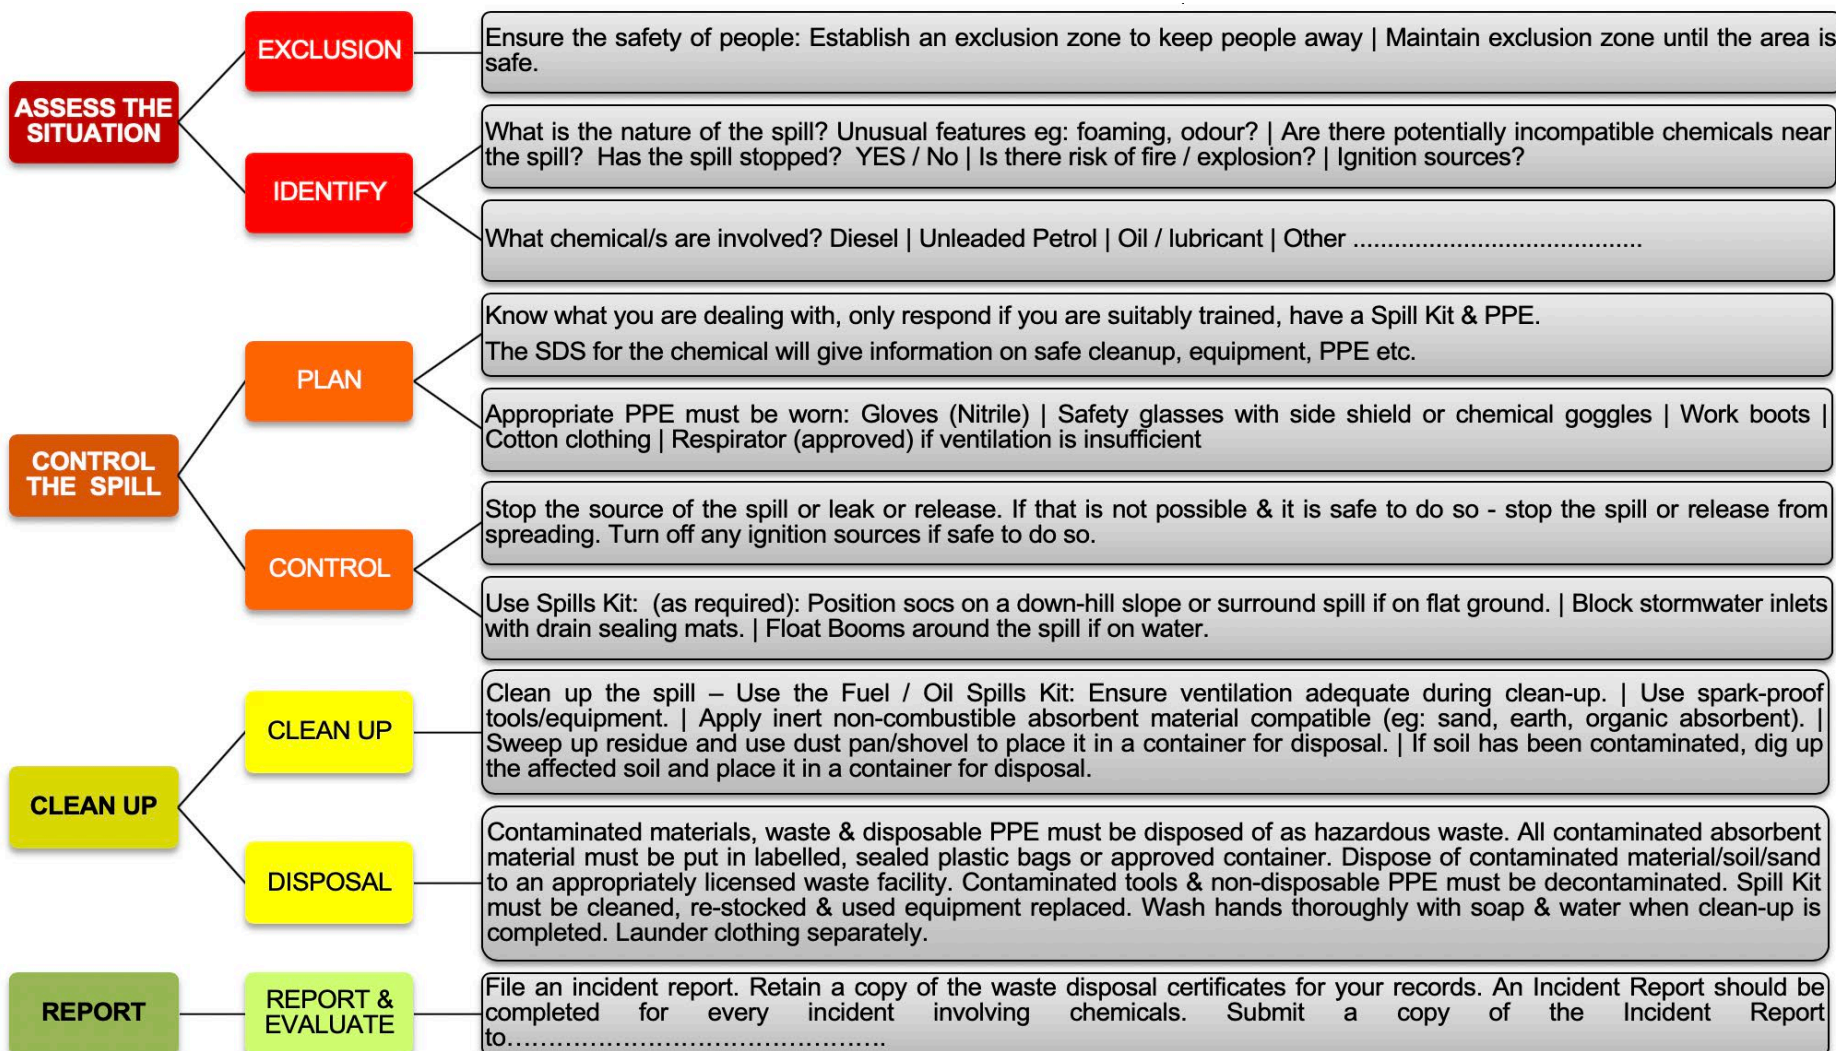 ASSESS THE
SITUATION
EXCLUSION
Ensure the safety of people: Establish an exclusion zone to keep people away | Maintain exclusion zone until the area is
safe.
IDENTIFY
What is the nature of the spill? Unusual features eg: foaming, odour? | Are there potentially incompatible chemicals near
the spill?  Has the spill stopped?  YES / No | Is there risk of fire / explosion? | Ignition sources?
What chemical/s are involved? Diesel | Unleaded Petrol | Oil / lubricant | Other ..........................................
CONTROL
THE  SPILL
PLAN
Know what you are dealing with, only respond if you are suitably trained, have a Spill Kit & PPE.
The SDS for the chemical will give information on safe cleanup, equipment, PPE etc.
Appropriate PPE must be worn: Gloves (Nitrile) | Safety glasses with side shield or chemical goggles | Work boots |
Cotton clothing | Respirator (approved) if ventilation is insufficient
CONTROL
Stop the source of the spill or leak or release. If that is not possible & it is safe to do so - stop the spill or release from
spreading. Turn off any ignition sources if safe to do so.
Use Spills Kit:  (as required): Position socs on a down-hill slope or surround spill if on flat ground. | Block stormwater inlets
with drain sealing mats. | Float Booms around the spill if on water.
CLEAN UP
CLEAN UP
Clean up the spill – Use the Fuel / Oil Spills Kit: Ensure ventilation adequate during clean-up. | Use spark-proof
tools/equipment. | Apply inert non-combustible absorbent material compatible (eg: sand, earth, organic absorbent). |
Sweep up residue and use dust pan/shovel to place it in a container for disposal. | If soil has been contaminated, dig up
the affected soil and place it in a container for disposal.
DISPOSAL
Contaminated materials, waste & disposable PPE must be disposed of as hazardous waste. All contaminated absorbent
material must be put in labelled, sealed plastic bags or approved container. Dispose of contaminated material/soil/sand
to an appropriately licensed waste facility. Contaminated tools & non-disposable PPE must be decontaminated. Spill Kit
must be cleaned, re-stocked & used equipment replaced. Wash hands thoroughly with soap & water when clean-up is
completed. Launder clothing separately.
REPORT
REPORT &
EVALUATE
File an incident report. Retain a copy of the waste disposal certificates for your records. An Incident Report should be
completed for every incident involving chemicals. Submit a copy of the Incident Report
to…………………………………….